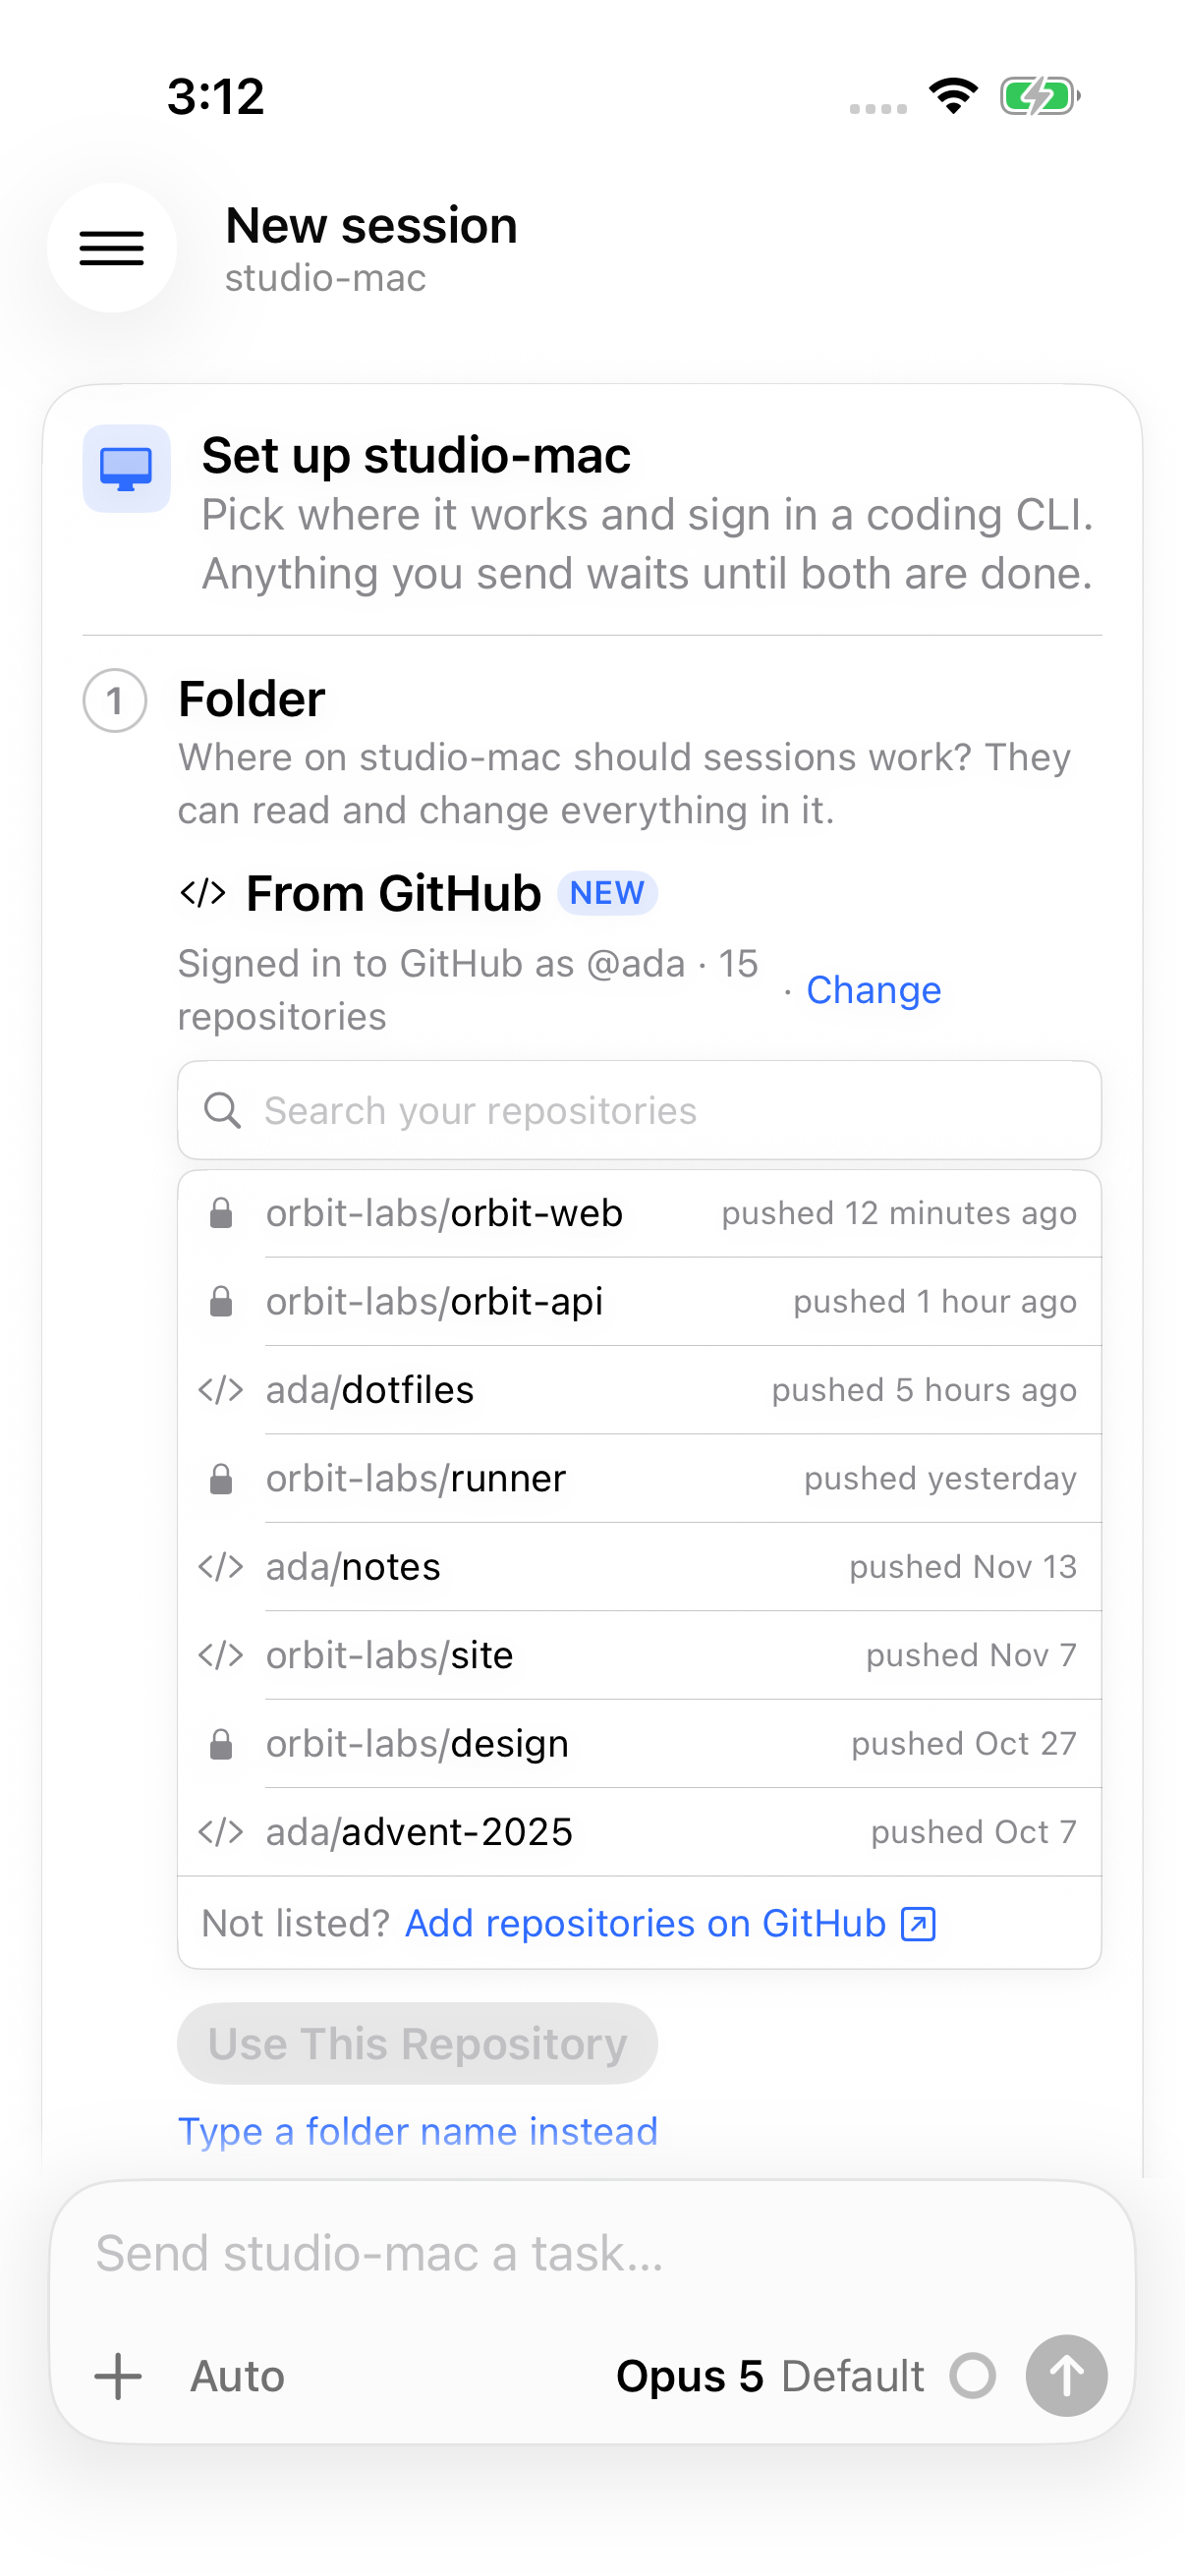 3:12
New session
studio-mac
Set up studio-mac
Pick where it works and sign in a coding CLI.
Anything you send waits until both are done.
1 Folder
Where on studio-mac should sessions work? They
can read and change everything in it.
</> From GitHub NEW
Signed in to GitHub as @ada · 15
repositories
· Change
Search your repositories
orbit-labs/orbit-web pushed 12 minutes ago
orbit-labs/orbit-api pushed 1 hour ago
</> ada/dotfiles pushed 5 hours ago
orbit-labs/runner pushed yesterday
</> ada/notes pushed Nov 13
</> orbit-labs/site pushed Nov 7
orbit-labs/design pushed Oct 27
</> ada/advent-2025 pushed Oct 7
Not listed? Add repositories on GitHub
Use This Repository
Type a folder name instead
Send studio-mac a task...
Auto Opus 5 Default